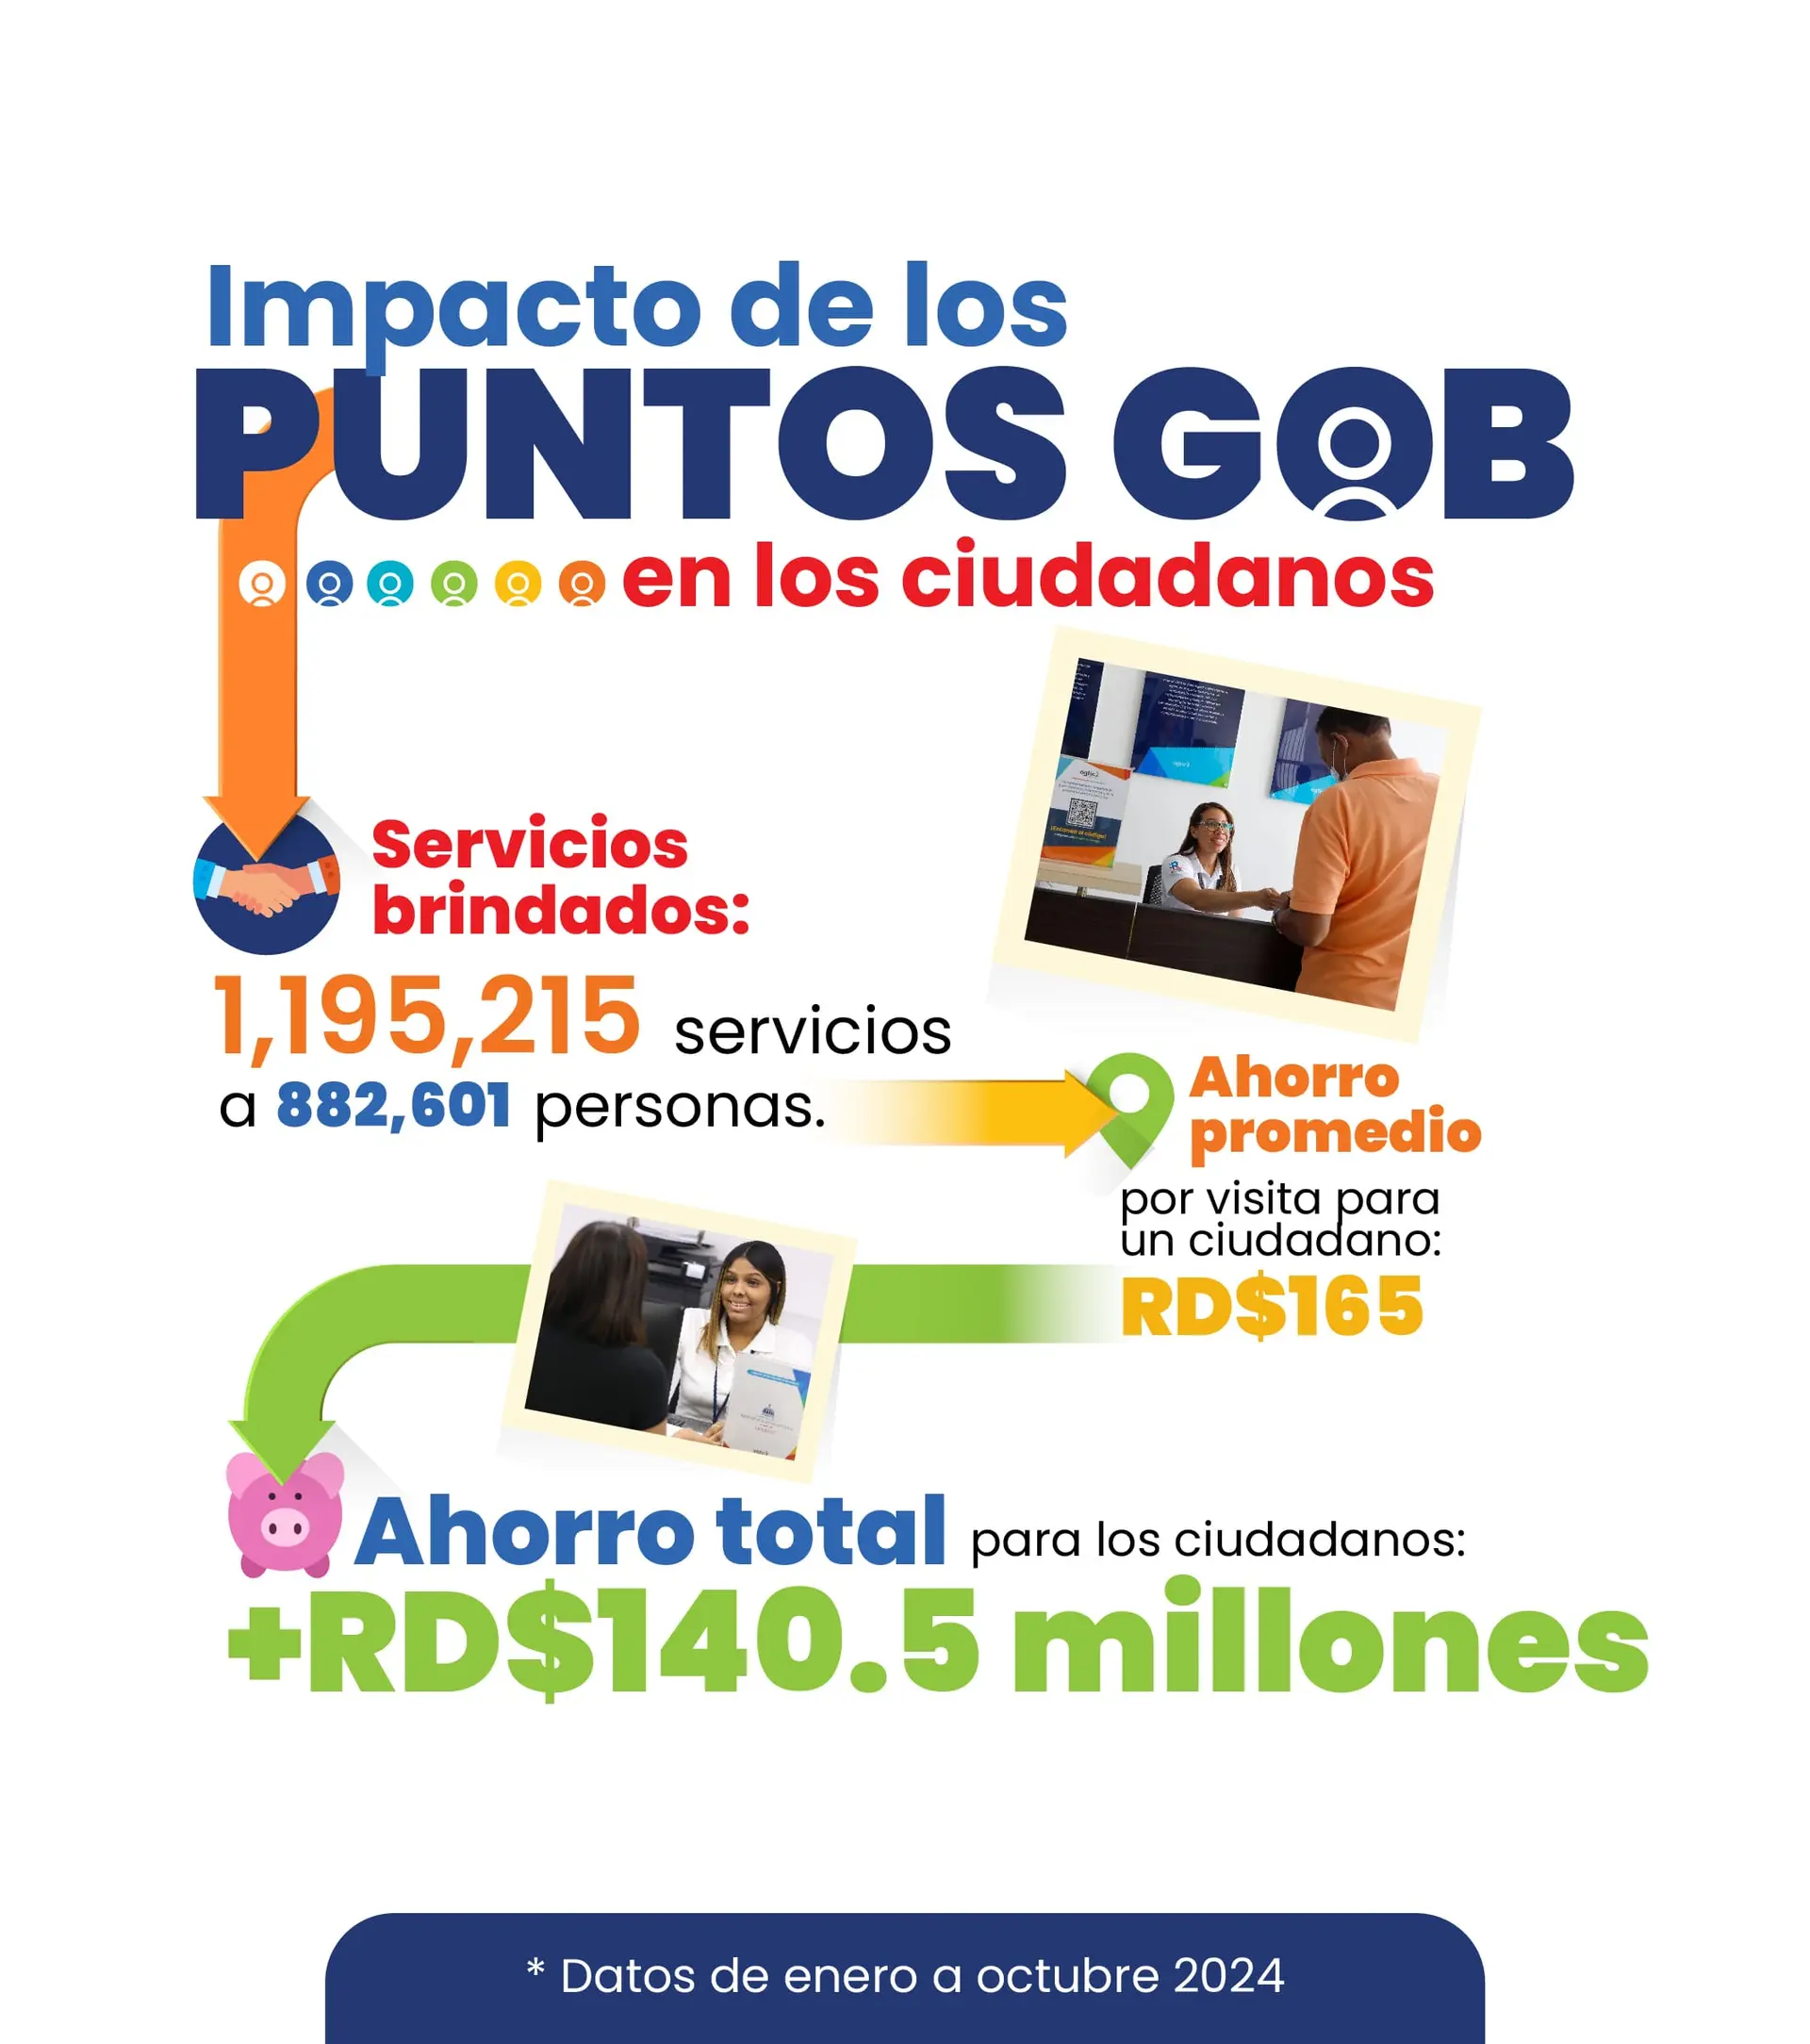 Impacto de los
PUNTOS GOB
en los ciudadanos
Servicios
brindados:
1,195,215 servicios
a 882,601 personas.
Ahorro
promedio
por visita para
un ciudadano:
RD$165
Ahorro total para los ciudadanos:
+RD$140.5 millones
* Datos de enero a octubre 2024